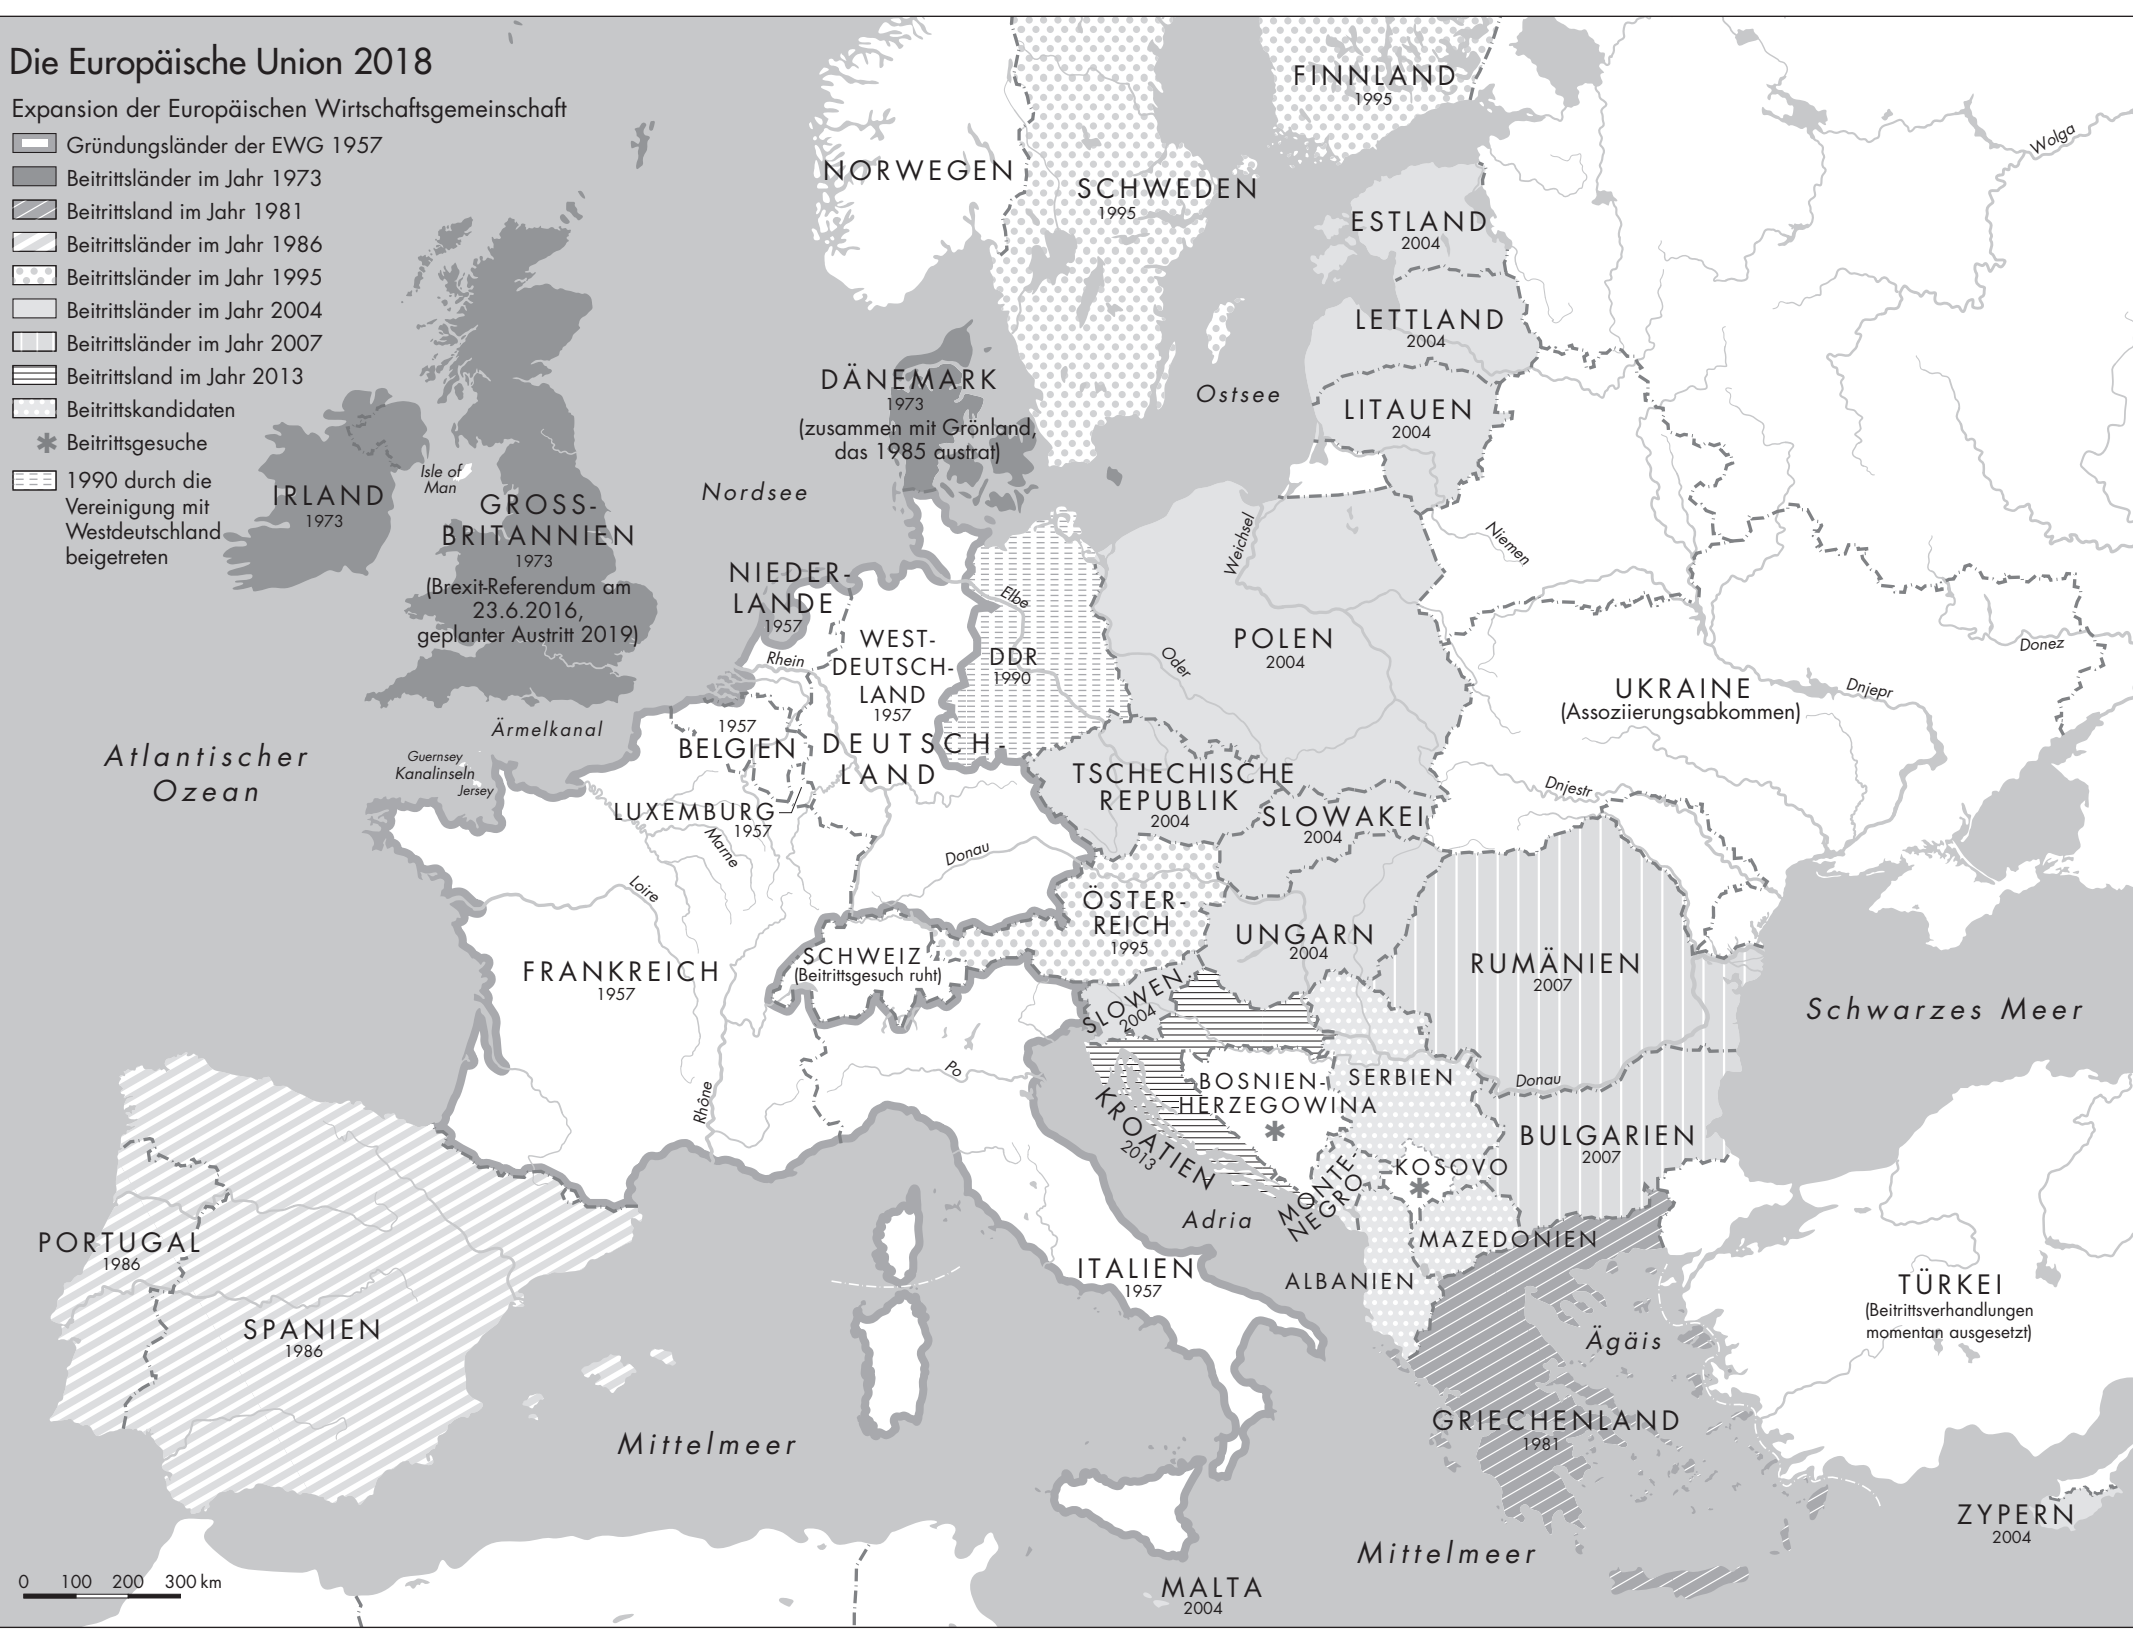 Die Europäische Union 2018
Expansion der Europäischen Wirtschaftsgemeinschaft
Gründungsländer der EWG 1957
Beitrittsländer im Jahr 1973
Beitrittsland im Jahr 1981
Beitrittsländer im Jahr 1986
Beitrittsländer im Jahr 1995
Beitrittsländer im Jahr 2004
Beitrittsländer im Jahr 2007
Beitrittsland im Jahr 2013
Beitrittskandidaten
Beitrittsgesuche
1990 durch die
Vereinigung mit
Westdeutschland
beigetreten
FINNLAND
1995
NORWEGEN
SCHWEDEN
1995
Wolga
ESTLAND
2004
LETTLAND
2004
LITAUEN
2004
Ostsee
DÄNEMARK
1973
(zusammen mit Grönland,
das 1985 austrat)
Nordsee
IRLAND
1973
Isle of
Man
GROSS-
BRITANNIEN
1973
(Brexit-Referendum am
23.6.2016,
geplanter Austritt 2019)
NIEDER-
LANDE
1957
Rhein
WEST-
DEUTSCH-
LAND
1957
DEUTSCH-
LAND
Elbe
DDR
1990
Weichsel
Niemen
Oder
POLEN
2004
Donez
Dnjepr
UKRAINE
(Assoziierungsabkommen)
Dnjestr
Ärmelkanal
Guernsey
Kanalinseln
Jersey
Atlantischer
Ozean
1957
BELGIEN
LUXEMBURG
1957
Marne
Loire
Donau
TSCHECHISCHE
REPUBLIK
2004
SLOWAKEI
2004
ÖSTER-
REICH
1995
UNGARN
2004
SCHWEIZ
(Beitrittsgesuch ruht)
FRANKREICH
1957
RUMÄNIEN
2007
Schwarzes Meer
SLOWEN.
2004
Po
Rhône
KROATIEN
2013
BOSNIEN-
HERZEGOWINA
SERBIEN
Donau
BULGARIEN
2007
KOSOVO
MONTE-
NEGRO
MAZEDONIEN
ALBANIEN
Adria
ITALIEN
1957
PORTUGAL
1986
SPANIEN
1986
TÜRKEI
(Beitrittsverhandlungen
momentan ausgesetzt)
Ägäis
GRIECHENLAND
1981
Mittelmeer
Mittelmeer
ZYPERN
2004
MALTA
2004
0 100 200 300 km